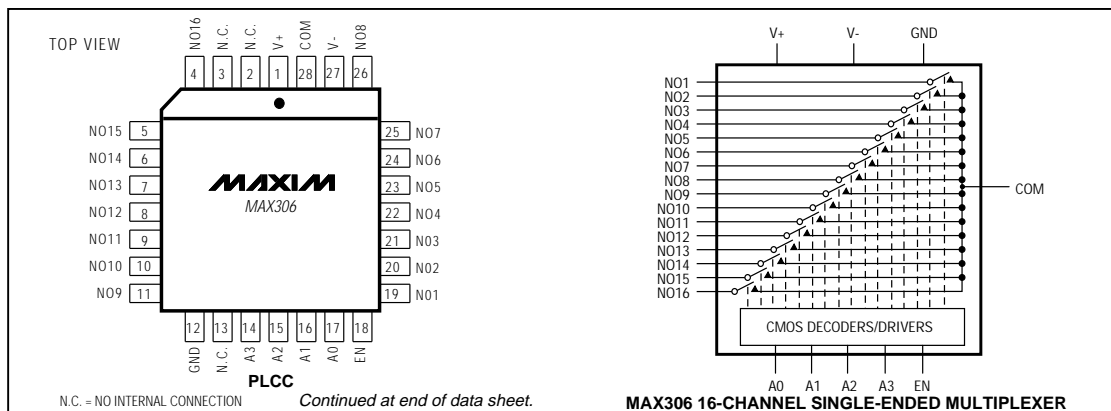 TOP VIEW
NO16
N.C.
N.C.
V+
COM
V-
NO8
4 3 2 1 28 27 26
NO15 5
NO14 6
NO13 7
NO12 8
NO11 9
NO10 10
NO9 11
MAXIM
MAX306
25 NO7
24 NO6
23 NO5
22 NO4
21 NO3
20 NO2
19 NO1
12 13 14 15 16 17 18
GND
N.C.
A3
A2
A1
A0
EN
PLCC
N.C. = NO INTERNAL CONNECTION
Continued at end of data sheet.
V+ V- GND
NO1
NO2
NO3
NO4
NO5
NO6
NO7
NO8
NO9
NO10
NO11
NO12
NO13
NO14
NO15
NO16
COM
CMOS DECODERS/DRIVERS
A0 A1 A2 A3 EN
MAX306 16-CHANNEL SINGLE-ENDED MULTIPLEXER